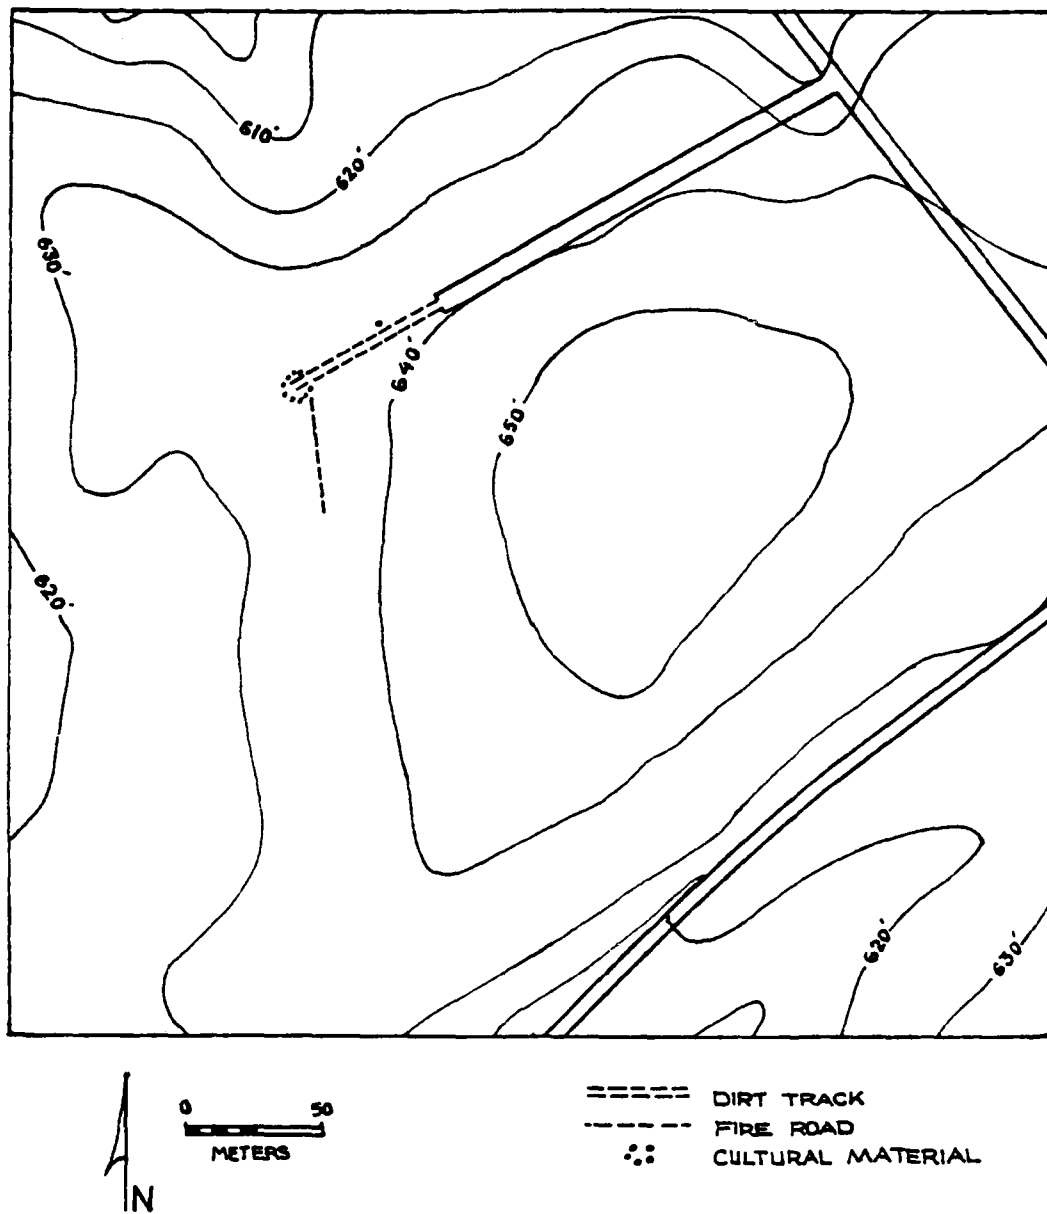 610'
620'
630'
640'
650'
620'
620'
630'
0 50
METERS
N
DIRT TRACK
FIRE ROAD
CULTURAL MATERIAL